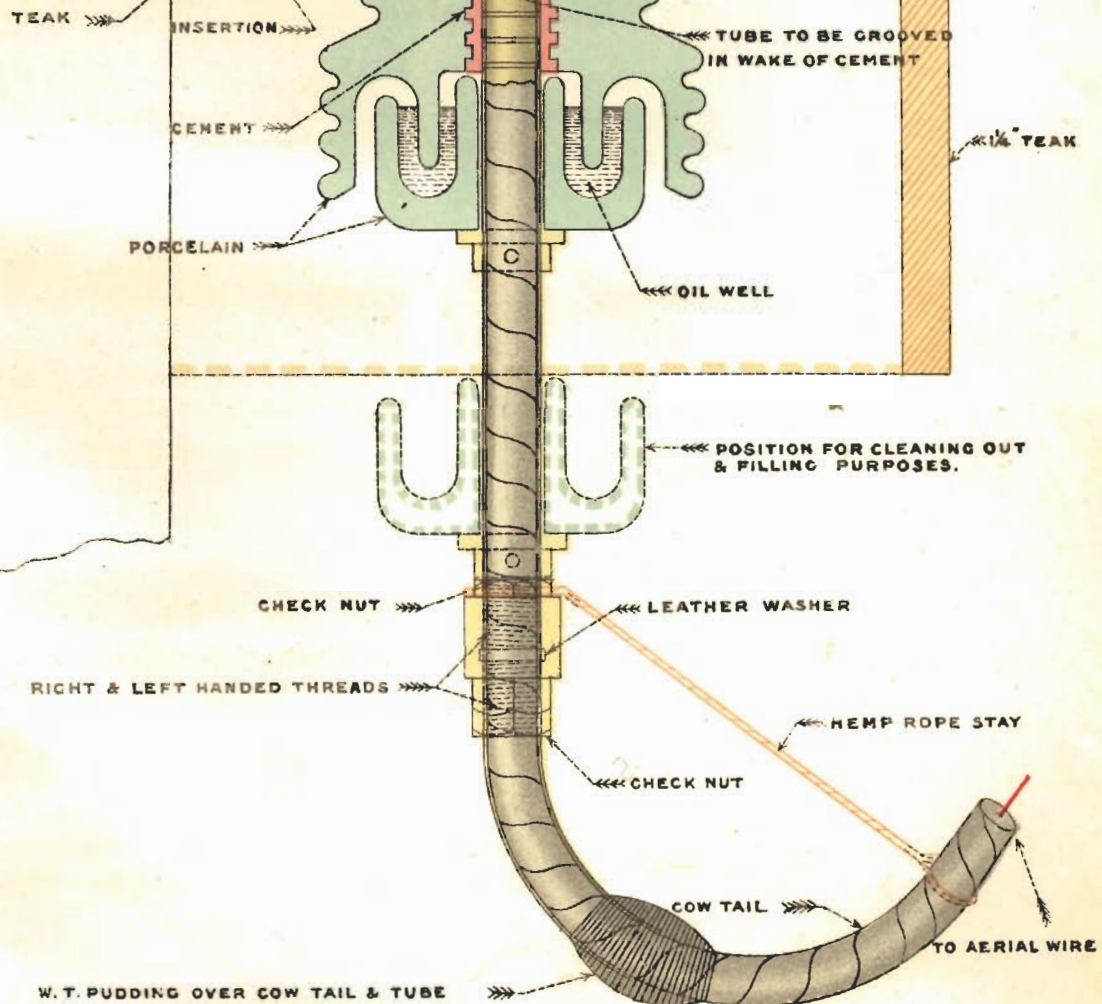 TEAK
INSERTION
TUBE TO BE GROOVED
IN WAKE OF CEMENT
CEMENT
1¼" TEAK
PORCELAIN
OIL WELL
POSITION FOR CLEANING OUT
& FILLING PURPOSES.
CHECK NUT
LEATHER WASHER
RIGHT & LEFT HANDED THREADS
HEMP ROPE STAY
CHECK NUT
COW TAIL
TO AERIAL WIRE
W.T. PUDDING OVER COW TAIL & TUBE